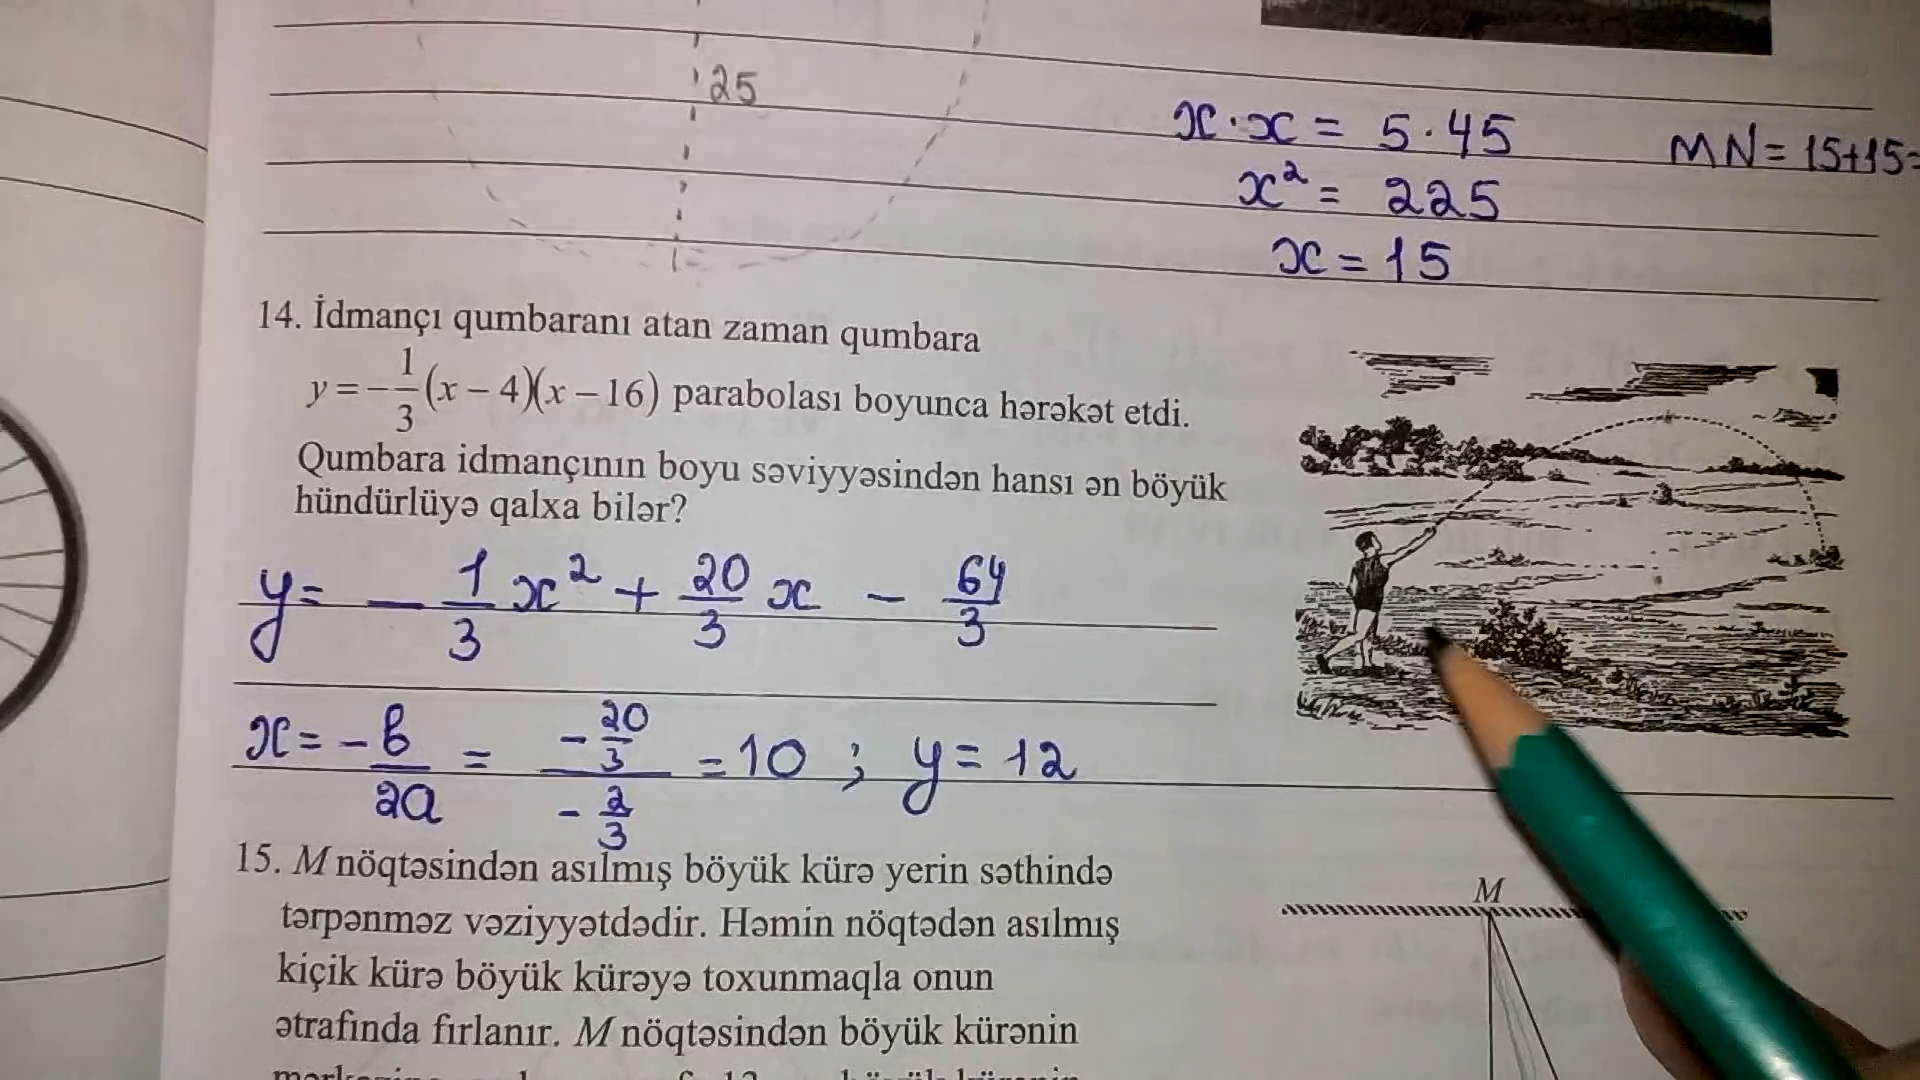 25
x · x = 5 · 45
MN = 15+15=
x² = 225
x = 15
14. İdmançı qumbaranı atan zaman qumbara
y = −1/3(x − 4)(x − 16) parabolası boyunca hərəkət etdi.
Qumbara idmançının boyu səviyyəsindən hansı ən böyük
hündürlüyə qalxa bilər?
y = − 1/3 x² + 20/3 x − 64/3
x = − b/2a = (− 20/3)/(− 2/3) = 10 ; y = 12
15. M nöqtəsindən asılmış böyük kürə yerin səthində
tərpənməz vəziyyətdədir. Həmin nöqtədən asılmış
kiçik kürə böyük kürəyə toxunmaqla onun
ətrafında fırlanır. M nöqtəsindən böyük kürənin
M